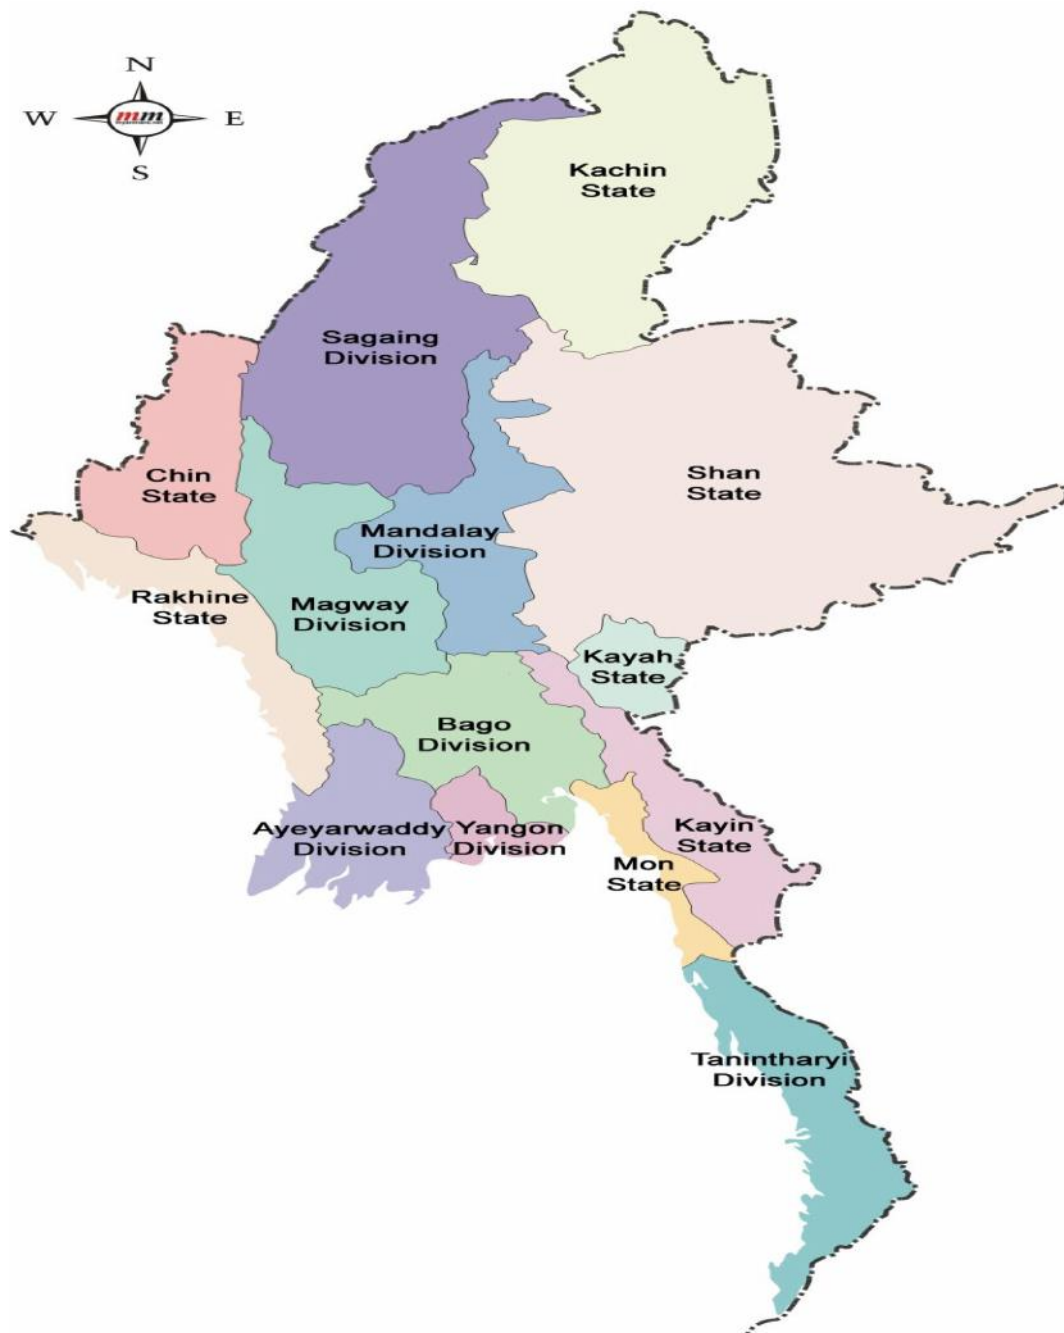 N
W
E
S
mm
Kachin
State
Sagaing
Division
Chin
State
Shan
State
Mandalay
Division
Rakhine
State
Magway
Division
Kayah
State
Bago
Division
Ayeyarwaddy
Division
Yangon
Division
Kayin
State
Mon
State
Tanintharyi
Division